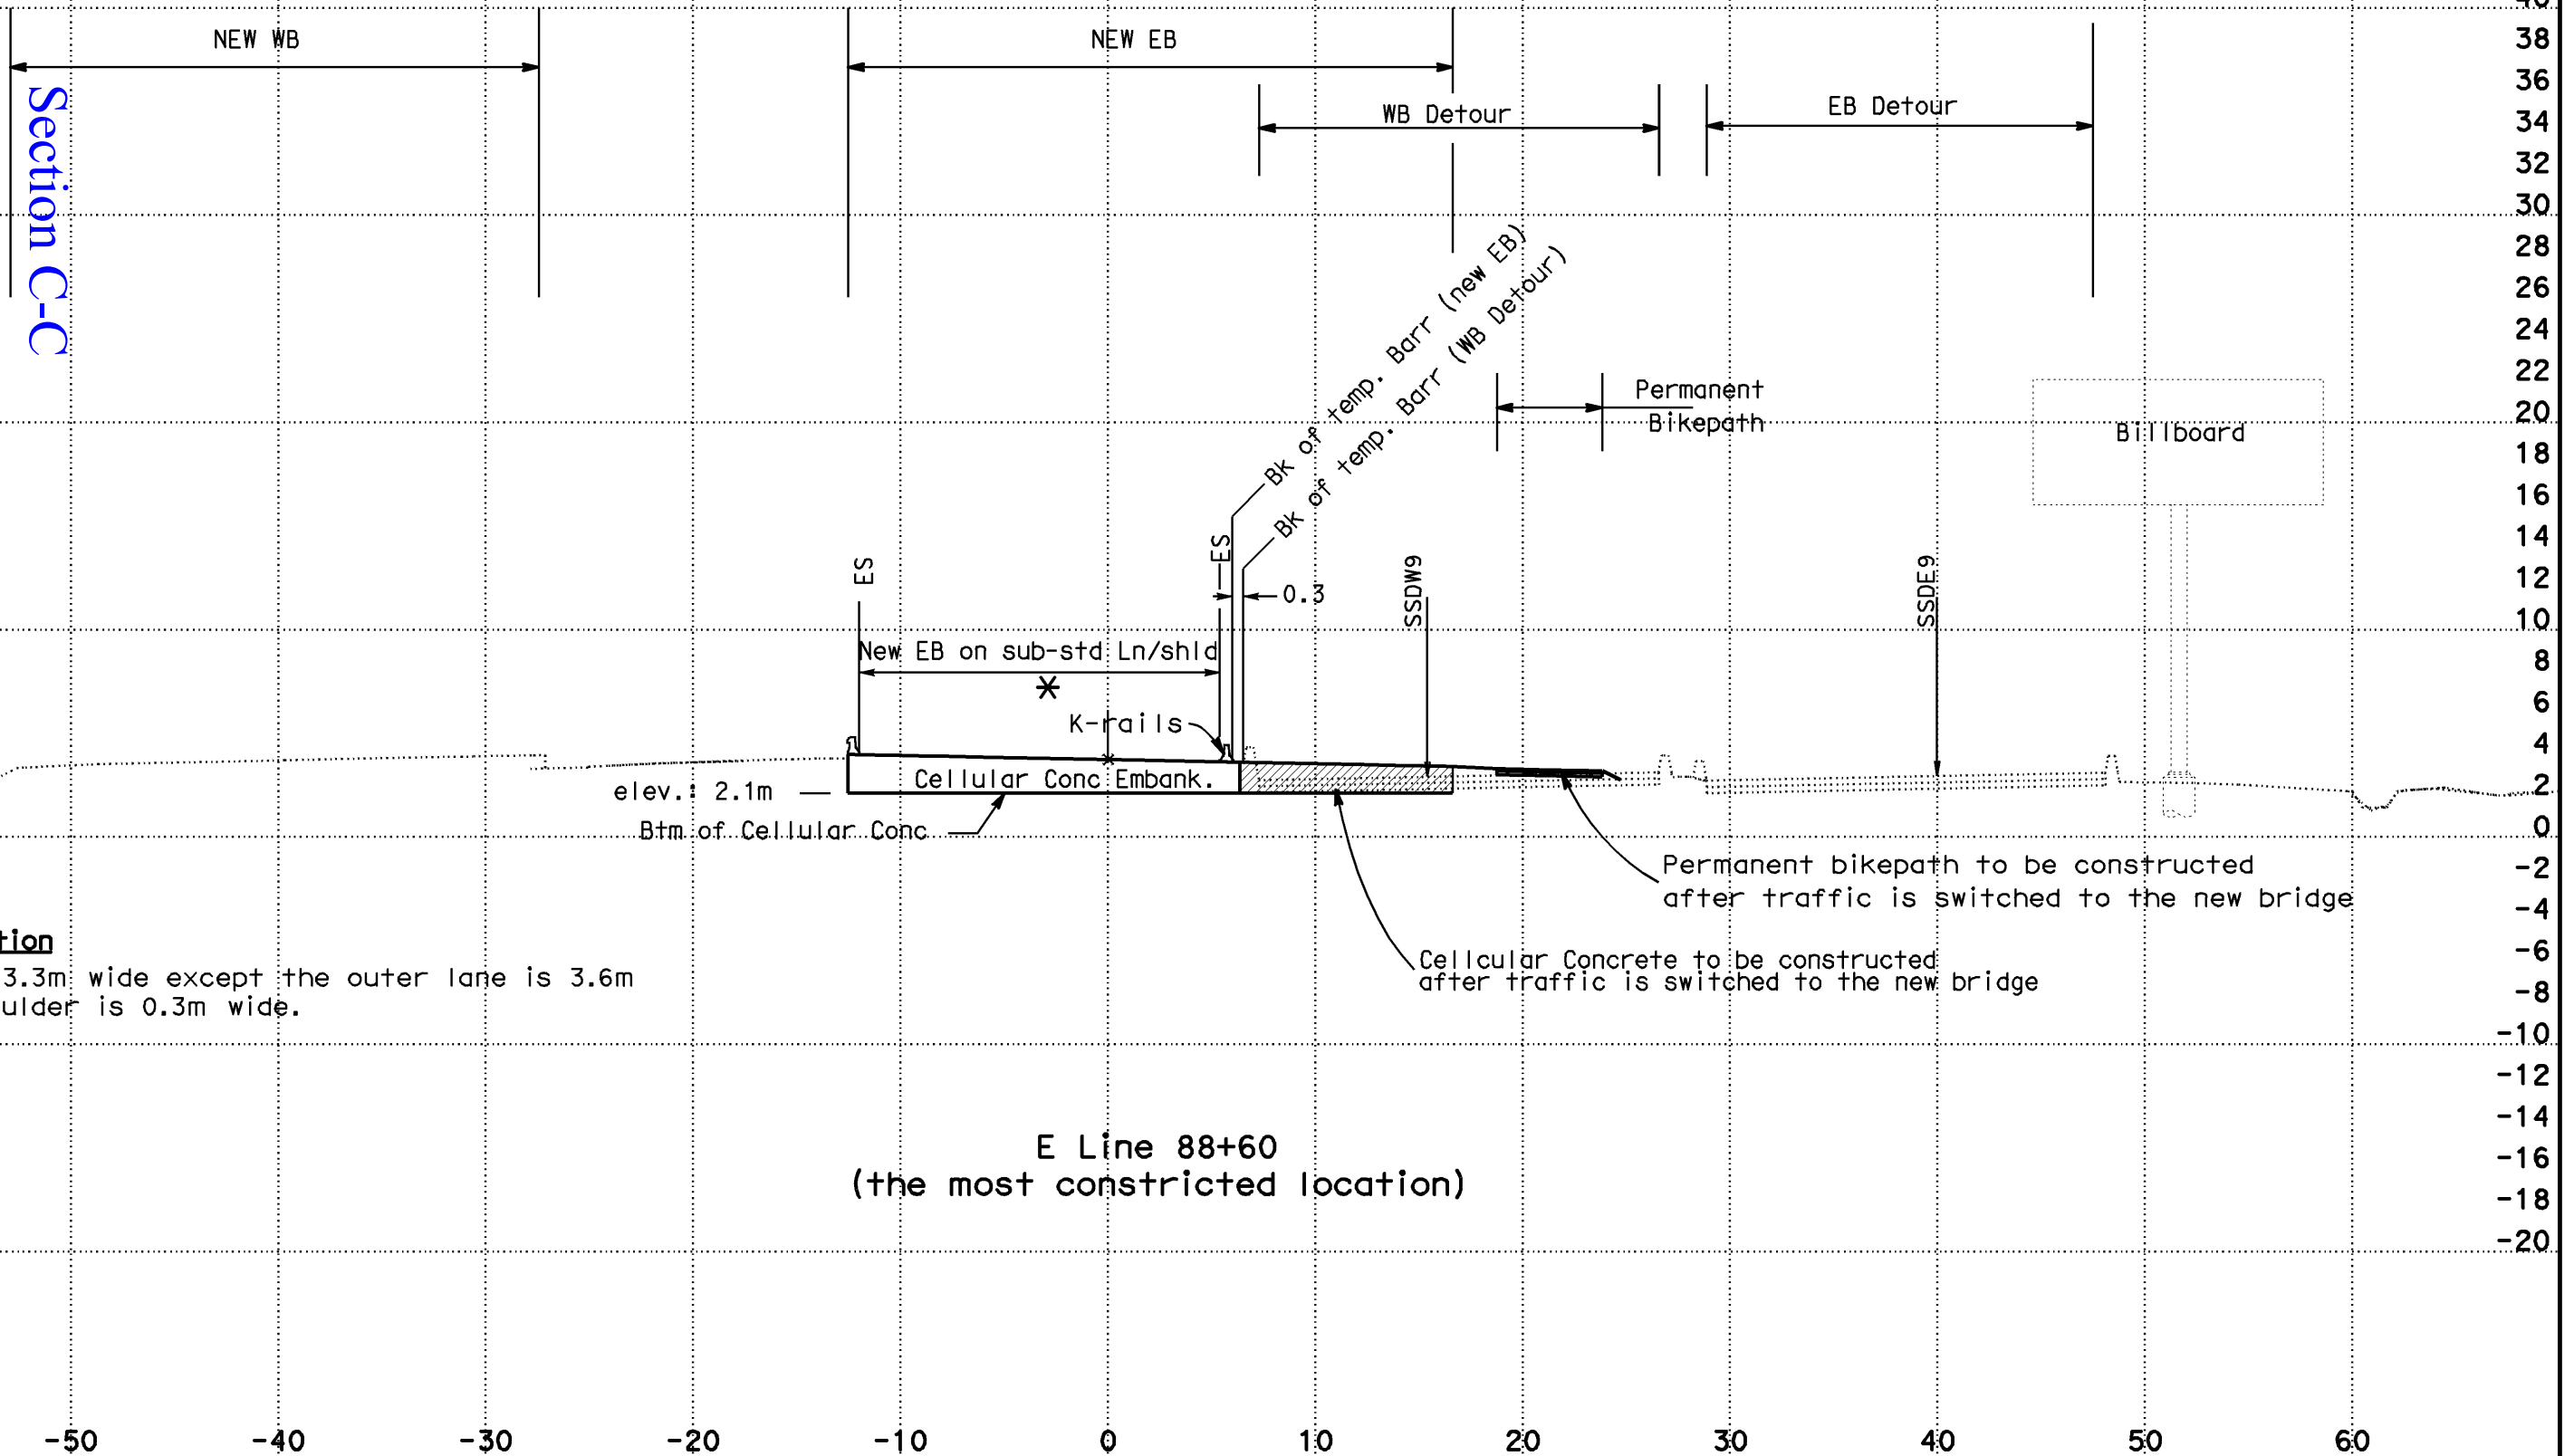 NEW WB
NEW EB
WB Detour
EB Detour
Section C-C
Bk of temp. Barr (new EB)
Bk of temp. Barr (WB Detour)
Permanent
Bikepath
Billboard
ES
ES
0.3
SSDW9
SSDE9
New EB on sub-std Ln/shld
*
K-rails
Cellular Conc Embank.
elev.: 2.1m
Btm of Cellular Conc
Permanent bikepath to be constructed
after traffic is switched to the new bridge
Cellcular Concrete to be constructed
after traffic is switched to the new bridge
tion
3.3m wide except the outer lane is 3.6m
ulder is 0.3m wide.
E Line 88+60
(the most constricted location)
40
38
36
34
32
30
28
26
24
22
20
18
16
14
12
10
8
6
4
2
0
-2
-4
-6
-8
-10
-12
-14
-16
-18
-20
-50 -40 -30 -20 -10 0 10 20 30 40 50 60